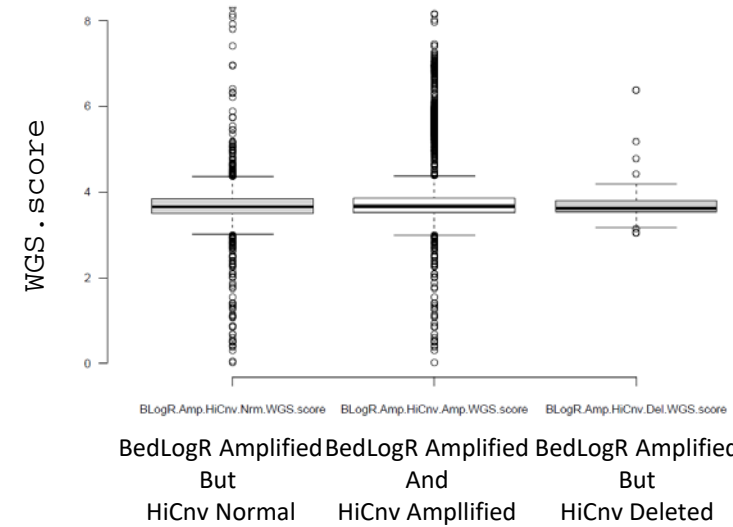 8
6
4
2
0
WGS.score
BLogR.Amp.HiCnv.Nrm.WGS.score BLogR.Amp.HiCnv.Amp.WGS.score BLogR.Amp.HiCnv.Del.WGS.score
BedLogR Amplified BedLogR Amplified BedLogR Amplified
But And But
HiCnv Normal HiCnv Ampllified HiCnv Deleted